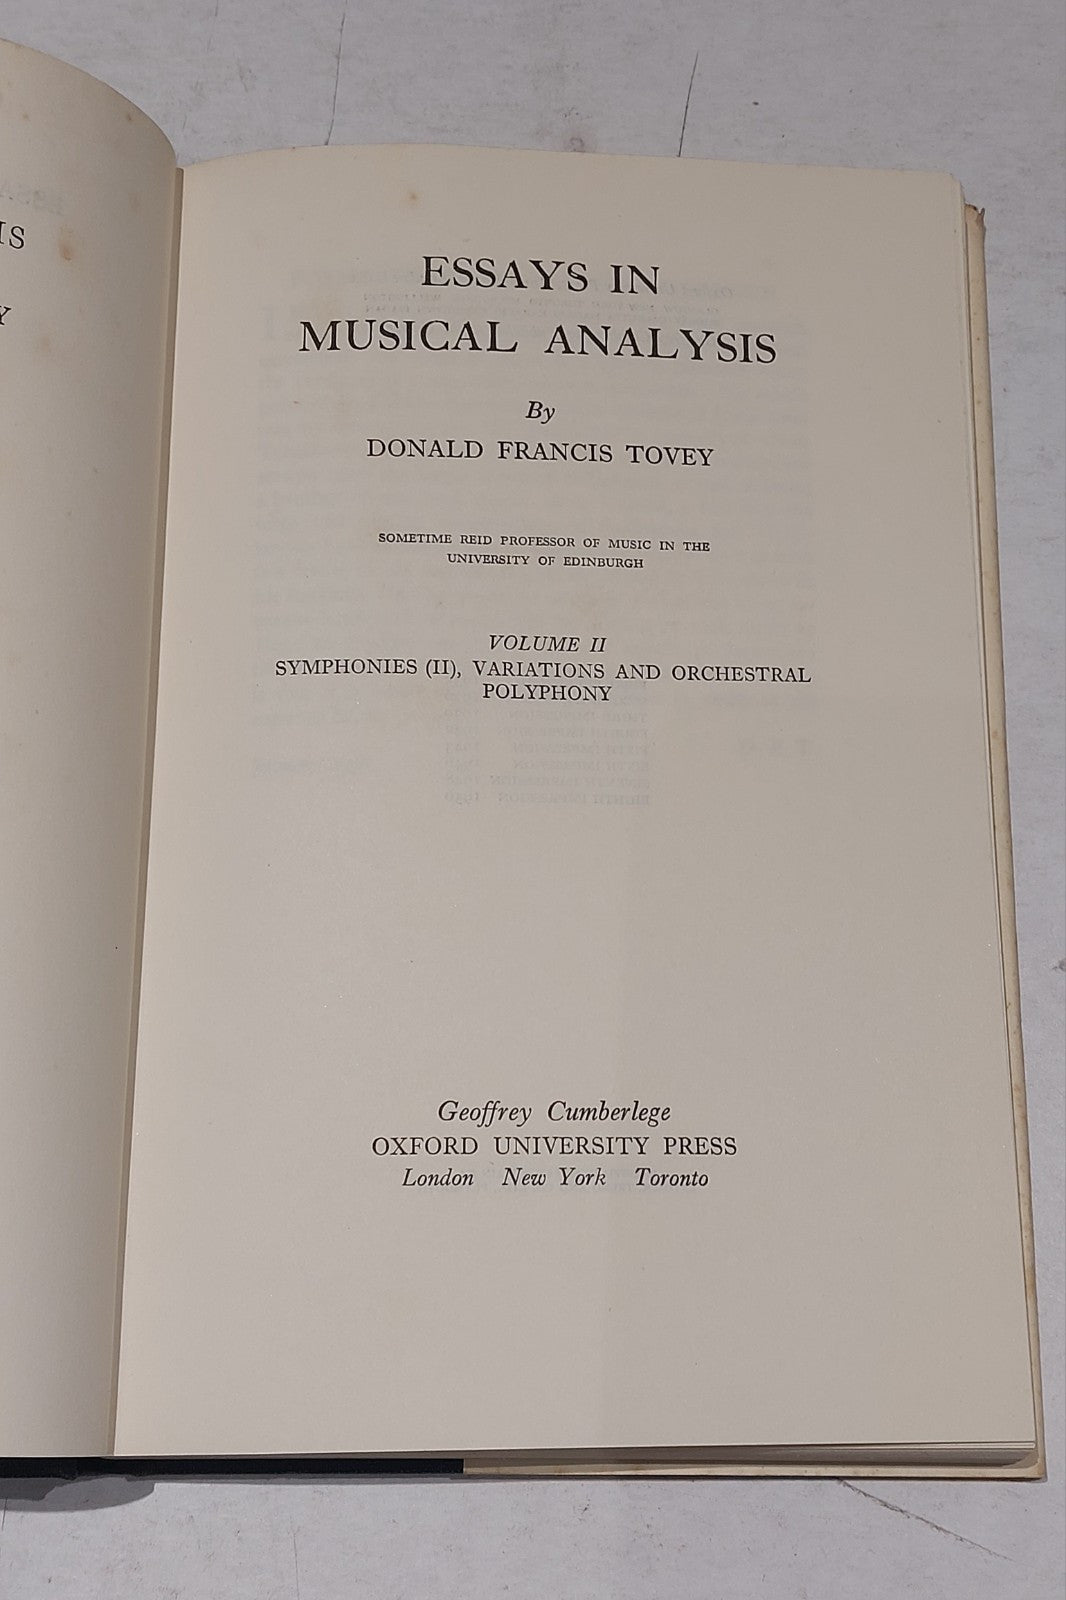 IS
Y
ESSAYS IN
MUSICAL ANALYSIS
By
DONALD FRANCIS TOVEY
SOMETIME REID PROFESSOR OF MUSIC IN THE
UNIVERSITY OF EDINBURGH
VOLUME II
SYMPHONIES (II), VARIATIONS AND ORCHESTRAL
POLYPHONY
Geoffrey Cumberlege
OXFORD UNIVERSITY PRESS
London New York Toronto